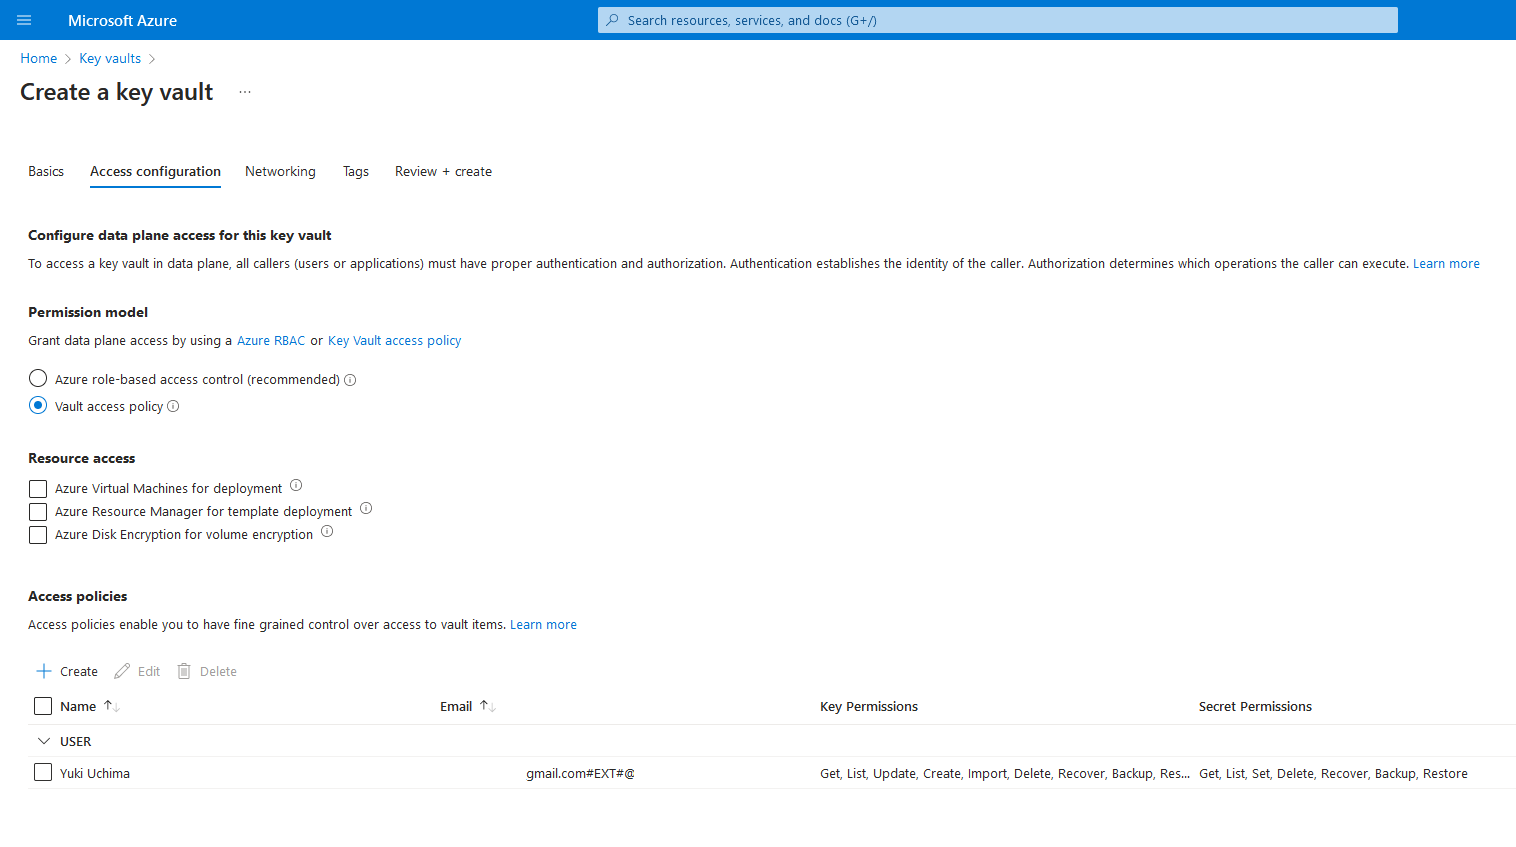 Microsoft Azure
Search resources, services, and docs (G+/)
Home > Key vaults >
Create a key vault ...
Basics Access configuration Networking Tags Review + create
Configure data plane access for this key vault
To access a key vault in data plane, all callers (users or applications) must have proper authentication and authorization. Authentication establishes the identity of the caller. Authorization determines which operations the caller can execute. Learn more
Permission model
Grant data plane access by using a Azure RBAC or Key Vault access policy
Azure role-based access control (recommended)
Vault access policy
Resource access
Azure Virtual Machines for deployment
Azure Resource Manager for template deployment
Azure Disk Encryption for volume encryption
Access policies
Access policies enable you to have fine grained control over access to vault items. Learn more
Create Edit Delete
Name Email Key Permissions Secret Permissions
USER
Yuki Uchima gmail.com#EXT#@ Get, List, Update, Create, Import, Delete, Recover, Backup, Res... Get, List, Set, Delete, Recover, Backup, Restore